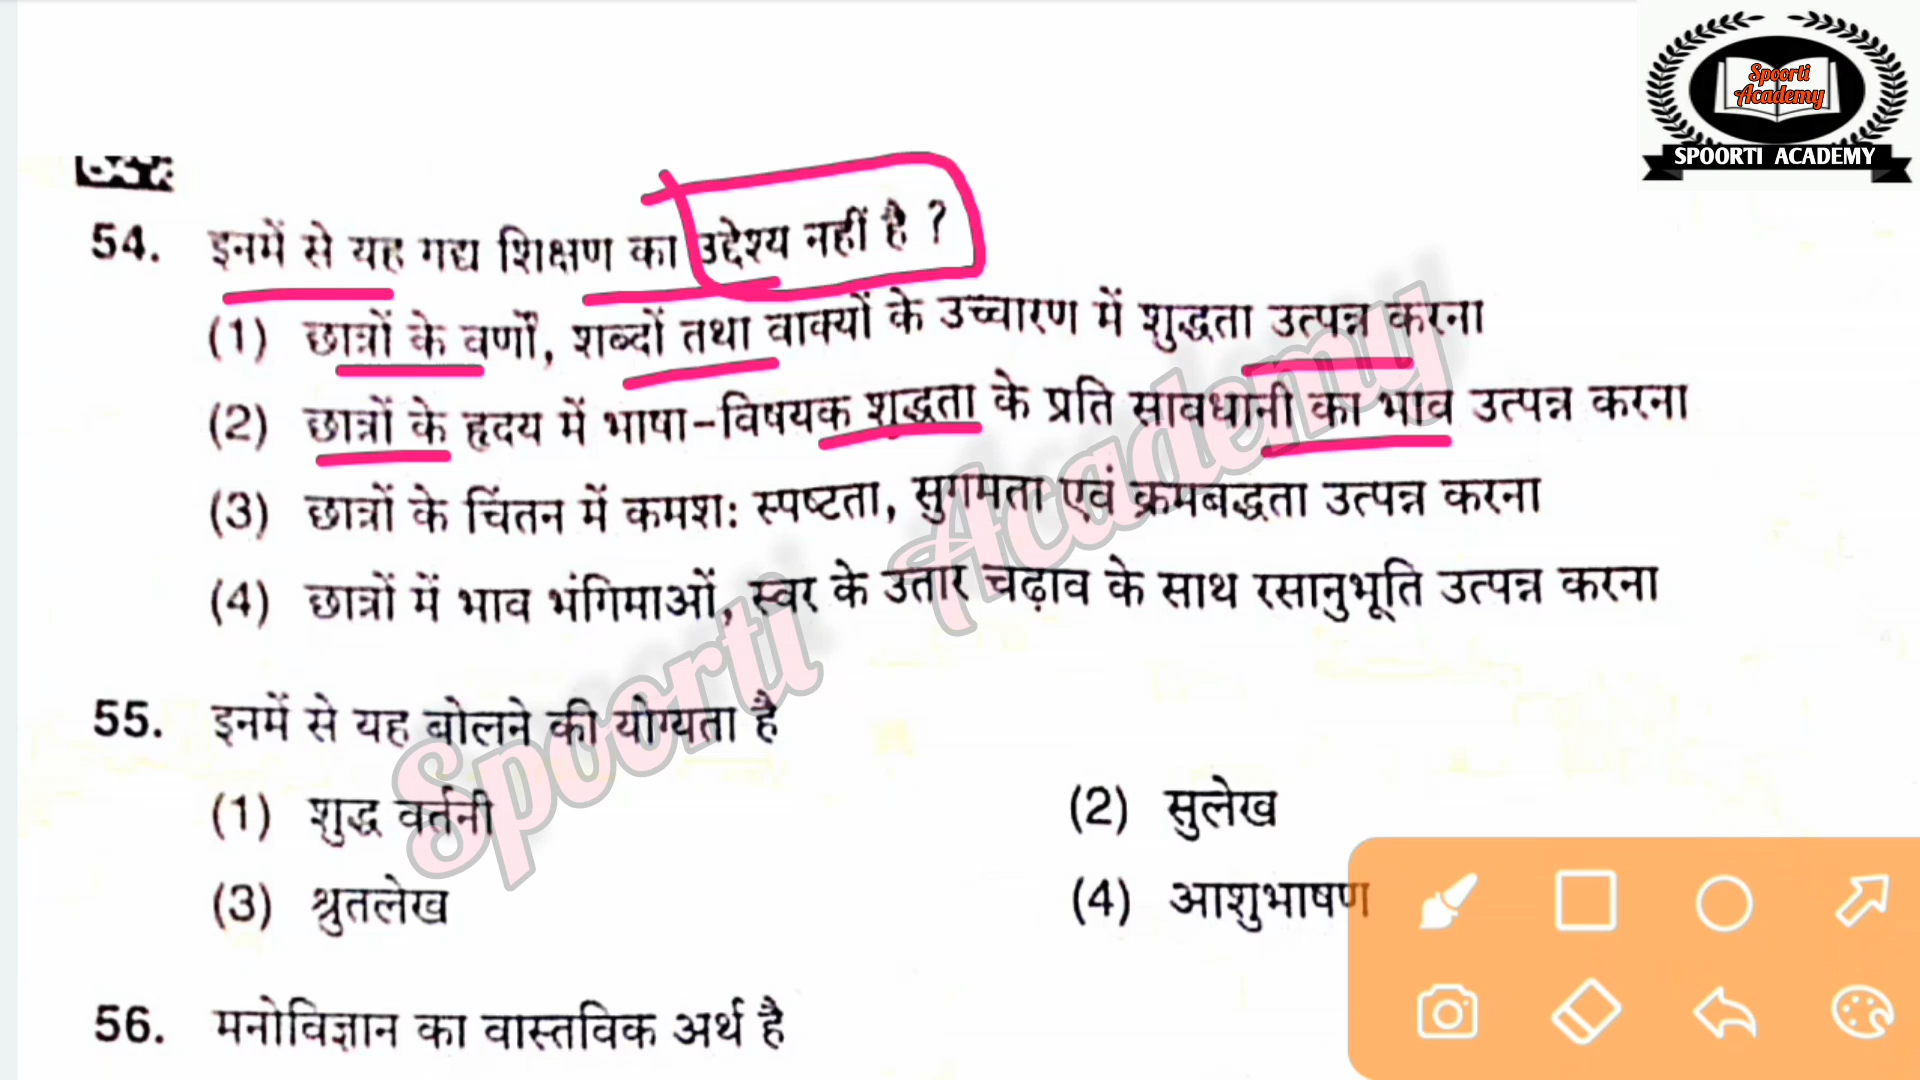 Spoorti
Academy
SPOORTI ACADEMY
54. इनमें से यह गद्य शिक्षण का उद्देश्य नहीं है ?
(1) छात्रों के वर्णों, शब्दों तथा वाक्यों के उच्चारण में शुद्धता उत्पन्न करना
(2) छात्रों के हृदय में भाषा-विषयक शुद्धता के प्रति सावधानी का भाव उत्पन्न करना
(3) छात्रों के चिंतन में कमश: स्पष्टता, सुगमता एवं क्रमबद्धता उत्पन्न करना
(4) छात्रों में भाव भंगिमाओं, स्वर के उतार चढ़ाव के साथ रसानुभूति उत्पन्न करना
Spoorti Academy
55. इनमें से यह बोलने की योग्यता है
(1) शुद्ध वर्तनी (2) सुलेख
(3) श्रुतलेख (4) आशुभाषण
56. मनोविज्ञान का वास्तविक अर्थ है